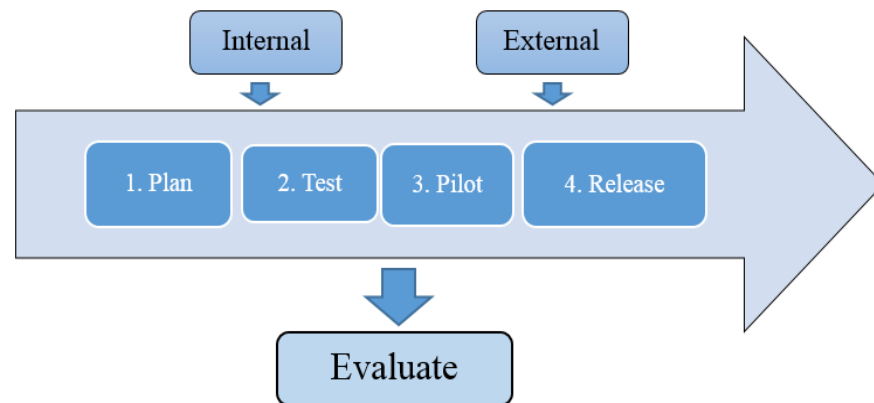 Internal
External
1. Plan
2. Test
3. Pilot
4. Release
Evaluate